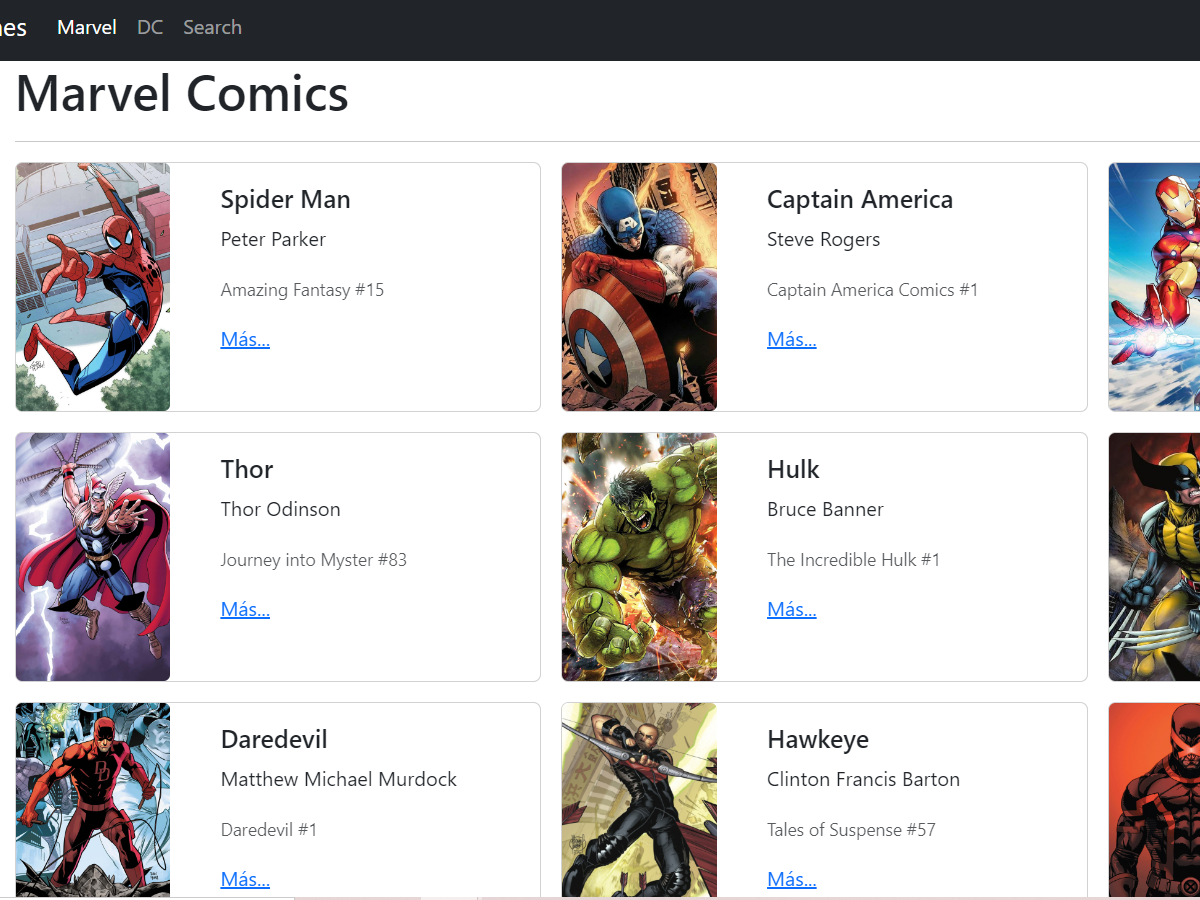 Marvel DC Search
Marvel Comics
Spider Man
Peter Parker
Amazing Fantasy #15
Más...
Captain America
Steve Rogers
Captain America Comics #1
Más...
Thor
Thor Odinson
Journey into Myster #83
Más...
Hulk
Bruce Banner
The Incredible Hulk #1
Más...
Daredevil
Matthew Michael Murdock
Daredevil #1
Más...
Hawkeye
Clinton Francis Barton
Tales of Suspense #57
Más...